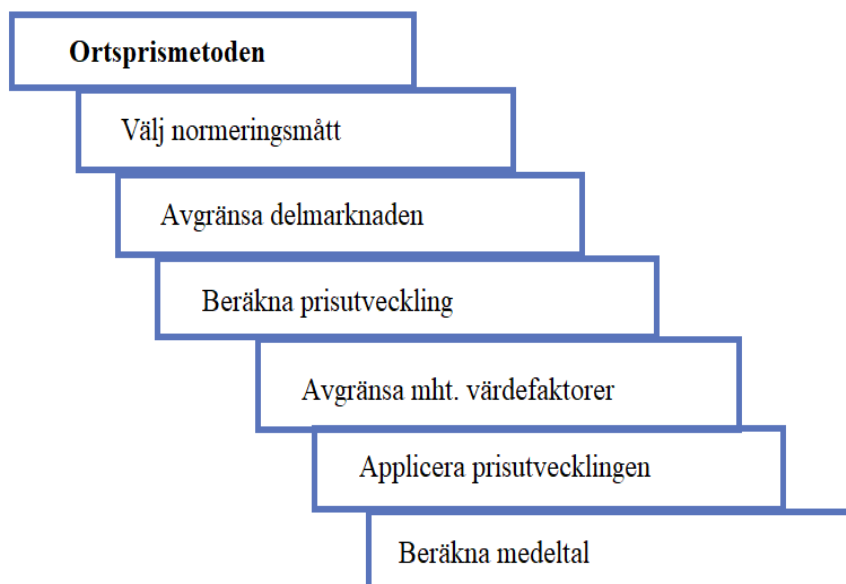 Ortsprismetoden
Välj normeringsmått
Avgränsa delmarknaden
Beräkna prisutveckling
Avgränsa mht. värdefaktorer
Applicera prisutvecklingen
Beräkna medeltal